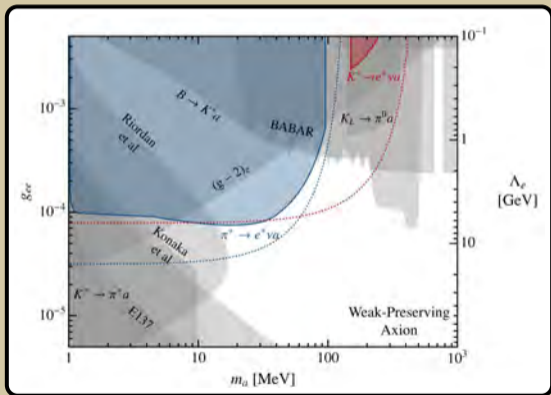 10⁻³
10⁻⁴
10⁻⁵
g_ee
10⁻¹
1
10
Λ_e
[GeV]
B → K⁺a
Riordan
et al
BABAR
(g − 2)_e
K_L → π⁰a
π⁺ → e⁺νa
Konaka
et al
E137
Weak-Preserving
Axion
1
10
100
10³
m_a [MeV]